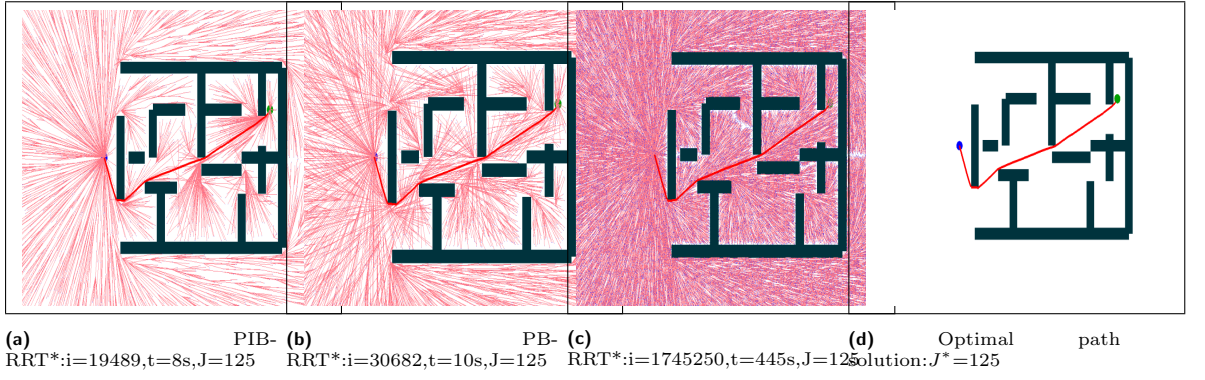 (a) PIB-
RRT*:i=19489,t=8s,J=125
(b) PB-
RRT*:i=30682,t=10s,J=125
(c)
RRT*:i=1745250,t=445s,J=125
(d) Optimal path
solution:J*=125